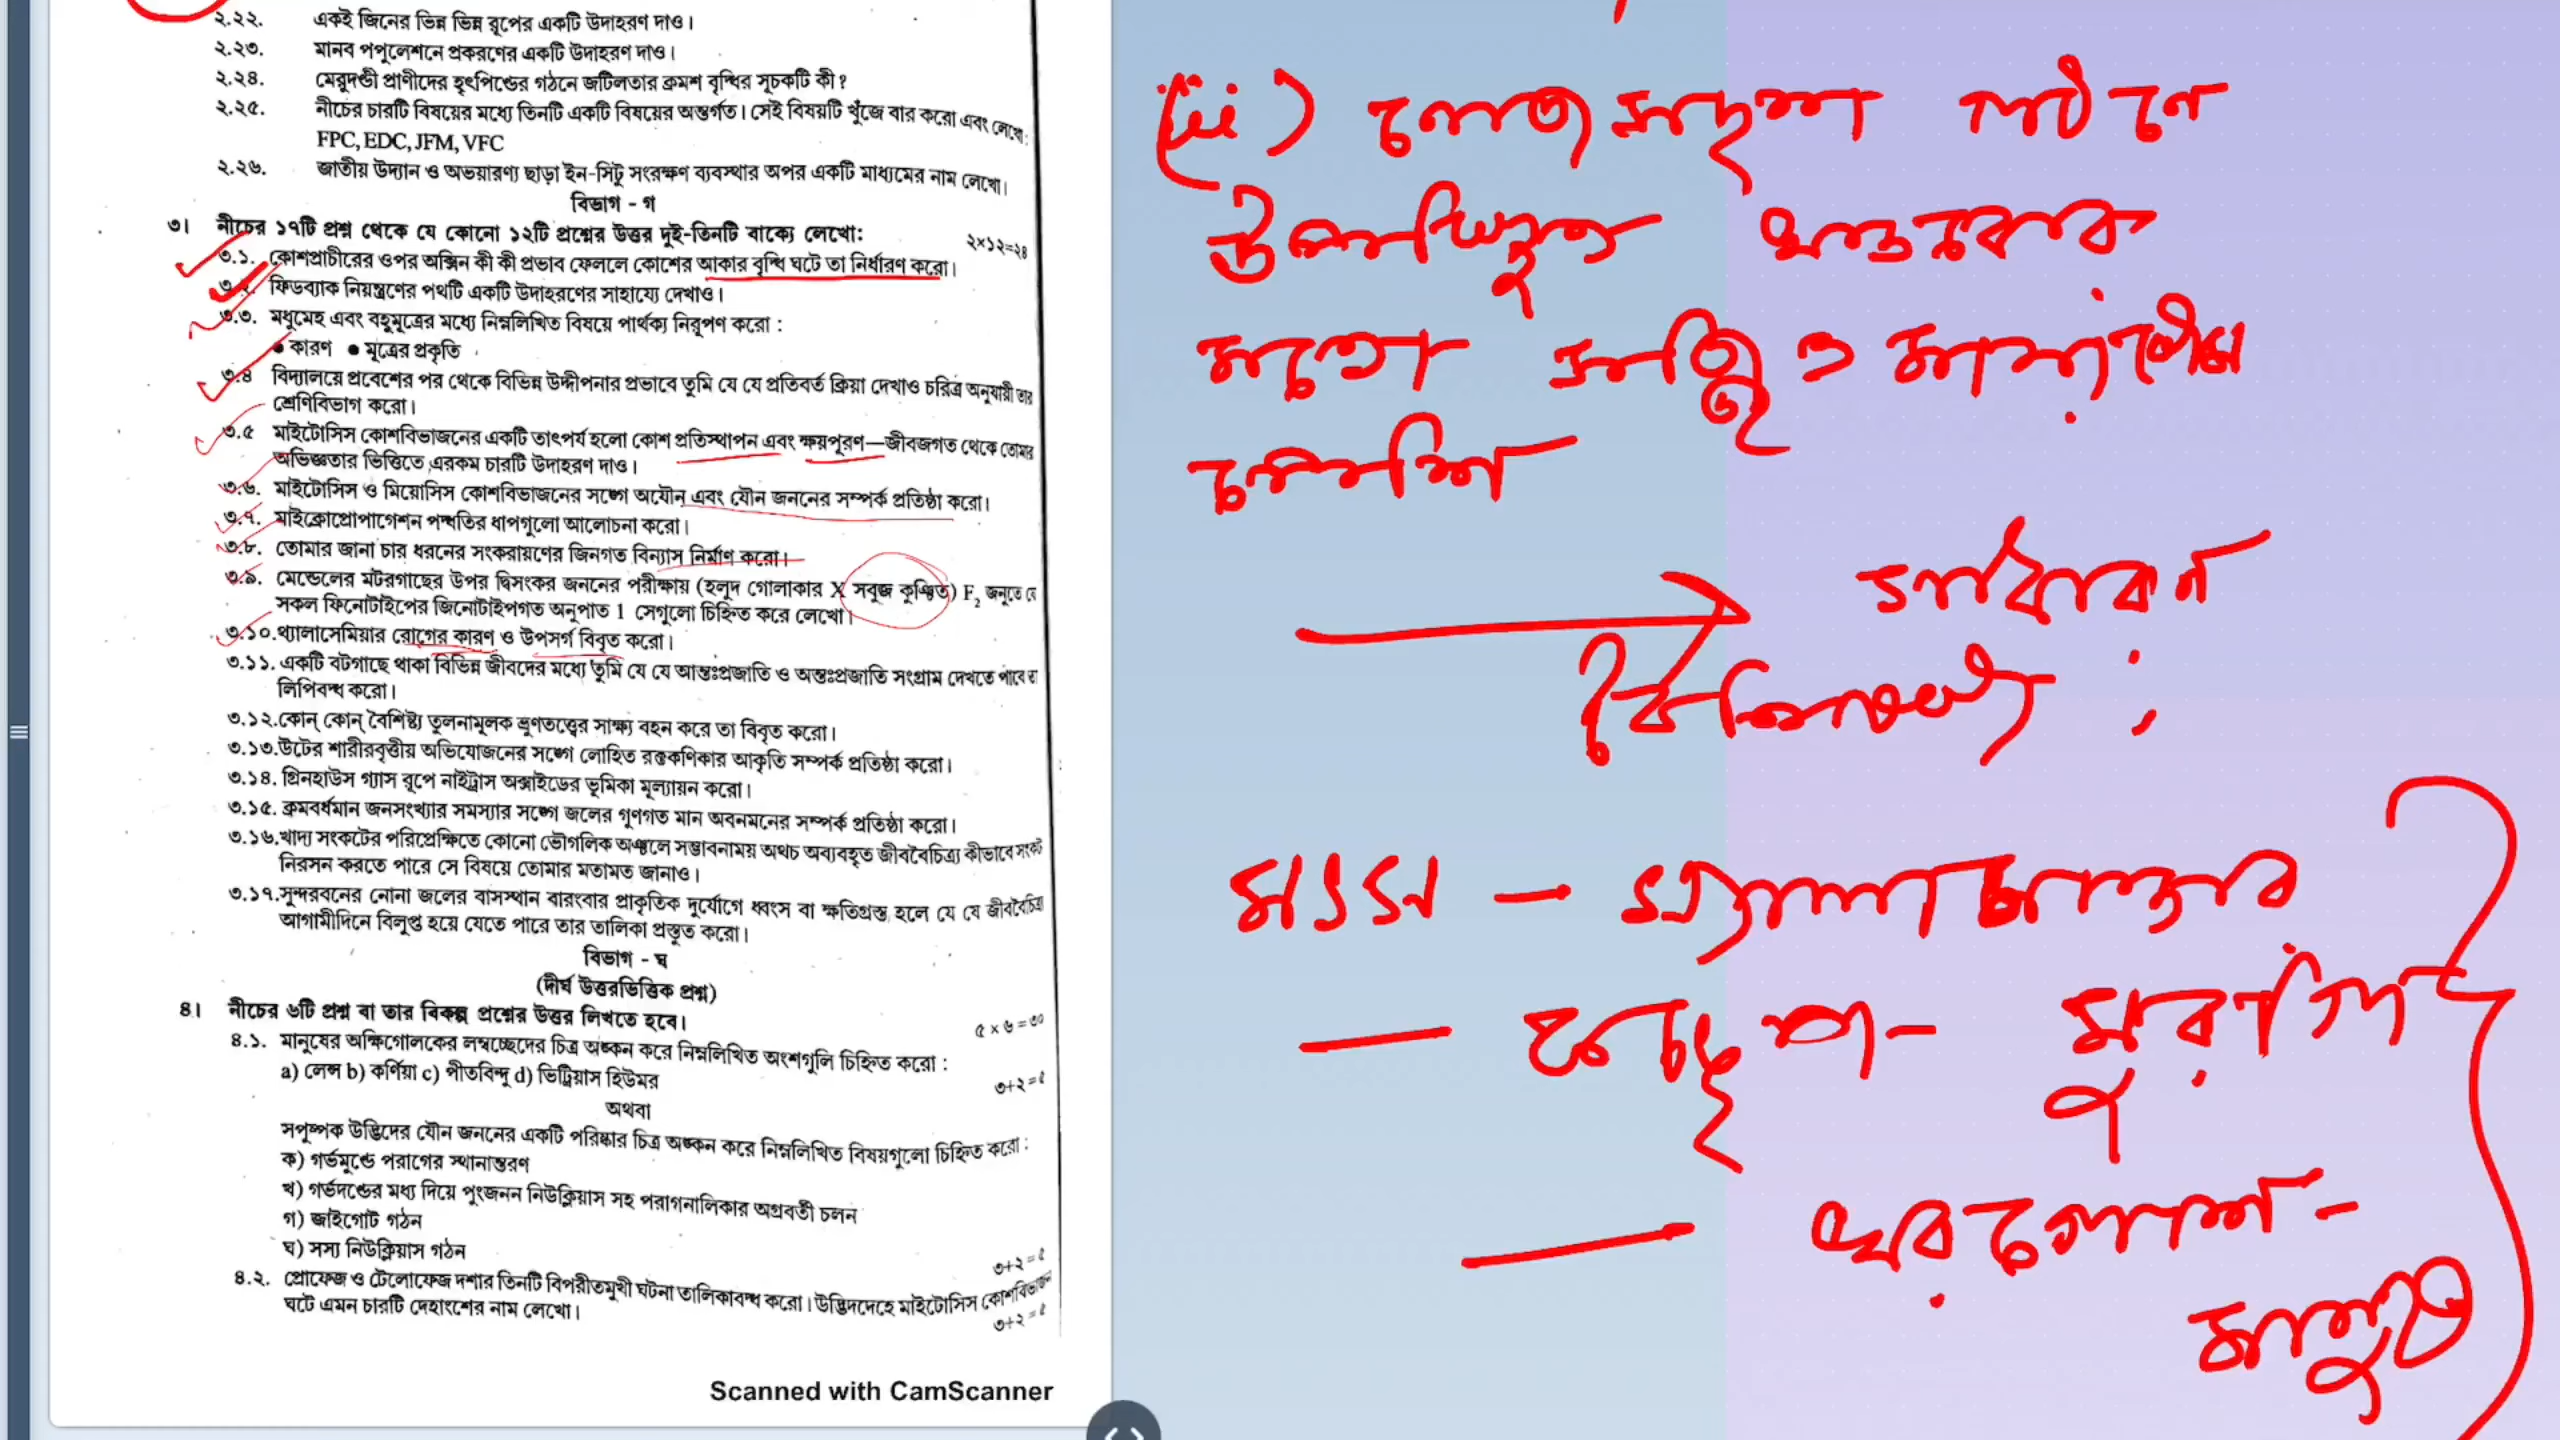 ২.২২. একই জিনের ভিন্ন ভিন্ন রূপের একটি উদাহরণ দাও।
২.২৩. মানব পপুলেশনে প্রকরণের একটি উদাহরণ দাও।
২.২৪. মেরুদণ্ডী প্রাণীদের হৃৎপিণ্ডের গঠনে জটিলতার ক্রমশ বৃদ্ধির সূচকটি কী?
২.২৫. নীচের চারটি বিষয়ের মধ্যে তিনটি একটি বিষয়ের অন্তর্গত। সেই বিষয়টি খুঁজে বার করো এবং লেখো :
FPC, EDC, JFM, VFC
২.২৬. জাতীয় উদ্যান ও অভয়ারণ্য ছাড়া ইন-সিটু সংরক্ষণ ব্যবস্থার অপর একটি মাধ্যমের নাম লেখো।
বিভাগ - গ
৩। নীচের ১৭টি প্রশ্ন থেকে যে কোনো ১২টি প্রশ্নের উত্তর দুই-তিনটি বাক্যে লেখো: ২×১২=২৪
৩.১. কোশপ্রাচীরের ওপর অক্সিন কী কী প্রভাব ফেললে কোশের আকার বৃদ্ধি ঘটে তা নির্ধারণ করো।
৩.২. ফিডব্যাক নিয়ন্ত্রণের পথটি একটি উদাহরণের সাহায্যে দেখাও।
৩.৩. মধুমেহ এবং বহুমূত্রের মধ্যে নিম্নলিখিত বিষয়ে পার্থক্য নিরূপণ করো :
● কারণ ● মূত্রের প্রকৃতি
৩.৪ বিদ্যালয়ে প্রবেশের পর থেকে বিভিন্ন উদ্দীপনার প্রভাবে তুমি যে যে প্রতিবর্ত ক্রিয়া দেখাও চরিত্র অনুযায়ী তার
শ্রেণিবিভাগ করো।
৩.৫ মাইটোসিস কোশবিভাজনের একটি তাৎপর্য হলো কোশ প্রতিস্থাপন এবং ক্ষয়পূরণ—জীবজগত থেকে তোমার
অভিজ্ঞতার ভিত্তিতে এরকম চারটি উদাহরণ দাও।
৩.৬. মাইটোসিস ও মিয়োসিস কোশবিভাজনের সঙ্গে অযৌন এবং যৌন জননের সম্পর্ক প্রতিষ্ঠা করো।
৩.৭. মাইক্রোপ্রোপাগেশন পদ্ধতির ধাপগুলো আলোচনা করো।
৩.৮. তোমার জানা চার ধরনের সংকরায়ণের জিনগত বিন্যাস নির্মাণ করো।
৩.৯. মেন্ডেলের মটরগাছের উপর দ্বিসংকর জননের পরীক্ষায় (হলুদ গোলাকার X সবুজ কুঞ্চিত) F₂ জনুতে যে
সকল ফিনোটাইপের জিনোটাইপগত অনুপাত 1 সেগুলো চিহ্নিত করে লেখো।
৩.১০. থ্যালাসেমিয়ার রোগের কারণ ও উপসর্গ বিবৃত করো।
৩.১১. একটি বটগাছে থাকা বিভিন্ন জীবদের মধ্যে তুমি যে যে আন্তঃপ্রজাতি ও অন্তঃপ্রজাতি সংগ্রাম দেখতে পাবে তা
লিপিবদ্ধ করো।
৩.১২. কোন্ কোন্ বৈশিষ্ট্য তুলনামূলক ভ্রুণতত্ত্বের সাক্ষ্য বহন করে তা বিবৃত করো।
৩.১৩. উটের শারীরবৃত্তীয় অভিযোজনের সঙ্গে লোহিত রক্তকণিকার আকৃতি সম্পর্ক প্রতিষ্ঠা করো।
৩.১৪. গ্রিনহাউস গ্যাস রূপে নাইট্রাস অক্সাইডের ভূমিকা মূল্যায়ন করো।
৩.১৫. ক্রমবর্ধমান জনসংখ্যার সমস্যার সঙ্গে জলের গুণগত মান অবনমনের সম্পর্ক প্রতিষ্ঠা করো।
৩.১৬. খাদ্য সংকটের পরিপ্রেক্ষিতে কোনো ভৌগলিক অঞ্চলে সম্ভাবনাময় অথচ অব্যবহৃত জীববৈচিত্র্য কীভাবে সংকট
নিরসন করতে পারে সে বিষয়ে তোমার মতামত জানাও।
৩.১৭. সুন্দরবনের নোনা জলের বাসস্থান বারংবার প্রাকৃতিক দুর্যোগে ধ্বংস বা ক্ষতিগ্রস্ত হলে যে যে জীববৈচিত্র্য
আগামীদিনে বিলুপ্ত হয়ে যেতে পারে তার তালিকা প্রস্তুত করো।
বিভাগ - ঘ
(দীর্ঘ উত্তরভিত্তিক প্রশ্ন)
৪। নীচের ৬টি প্রশ্ন বা তার বিকল্প প্রশ্নের উত্তর লিখতে হবে। ৫ × ৬ = ৩০
৪.১. মানুষের অক্ষিগোলকের লম্বচ্ছেদের চিত্র অঙ্কন করে নিম্নলিখিত অংশগুলি চিহ্নিত করো :
a) লেন্স b) কর্ণিয়া c) পীতবিন্দু d) ভিট্রিয়াস হিউমর ৩+২=৫
অথবা
সপুষ্পক উদ্ভিদের যৌন জননের একটি পরিষ্কার চিত্র অঙ্কন করে নিম্নলিখিত বিষয়গুলো চিহ্নিত করো :
ক) গর্ভমুণ্ডে পরাগের স্থানান্তরণ
খ) গর্ভদণ্ডের মধ্য দিয়ে পুংজনন নিউক্লিয়াস সহ পরাগনালিকার অগ্রবর্তী চলন
গ) জাইগোট গঠন
ঘ) সস্য নিউক্লিয়াস গঠন ৩+২=৫
৪.২. প্রোফেজ ও টেলোফেজ দশার তিনটি বিপরীতমুখী ঘটনা তালিকাবদ্ধ করো। উদ্ভিদদেহে মাইটোসিস কোশবিভাজন
ঘটে এমন চারটি দেহাংশের নাম লেখো। ৩+২=৫
Scanned with CamScanner
(ii) লেজ সদৃশ গঠনে
উপস্থিত
মতো
পেশি
সাধারণ
মৎস্য – স্যালামান্ডার
— কচ্ছপ – মুরগি
— খরগোশ –
মানুষ